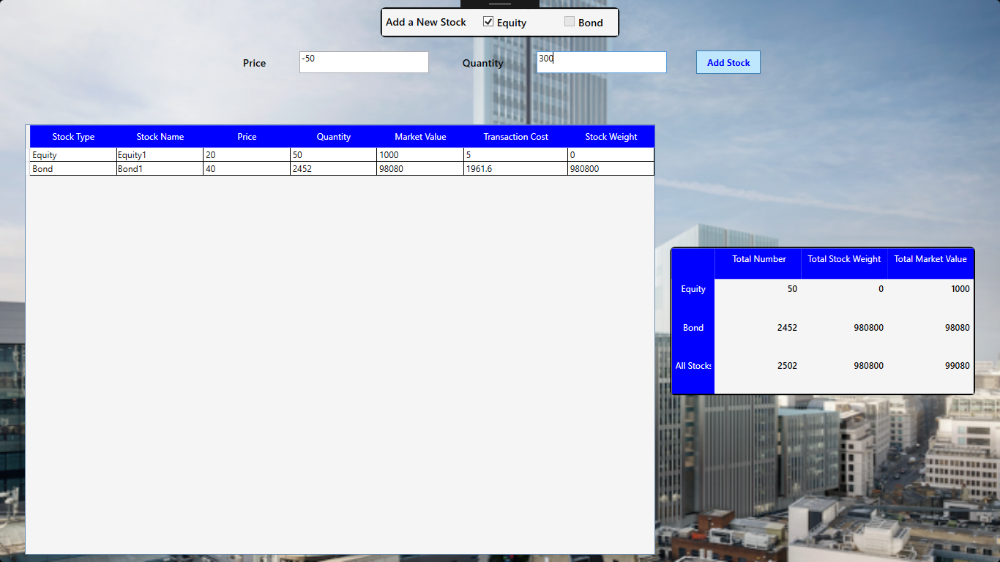 Add a New Stock Equity Bond
Price -50 Quantity 300 Add Stock
Stock Type Stock Name Price Quantity Market Value Transaction Cost Stock Weight
Equity Equity1 20 50 1000 5 0
Bond Bond1 40 2452 98080 1961.6 980800
Total Number Total Stock Weight Total Market Value
Equity 50 0 1000
Bond 2452 980800 98080
All Stocks 2502 980800 99080